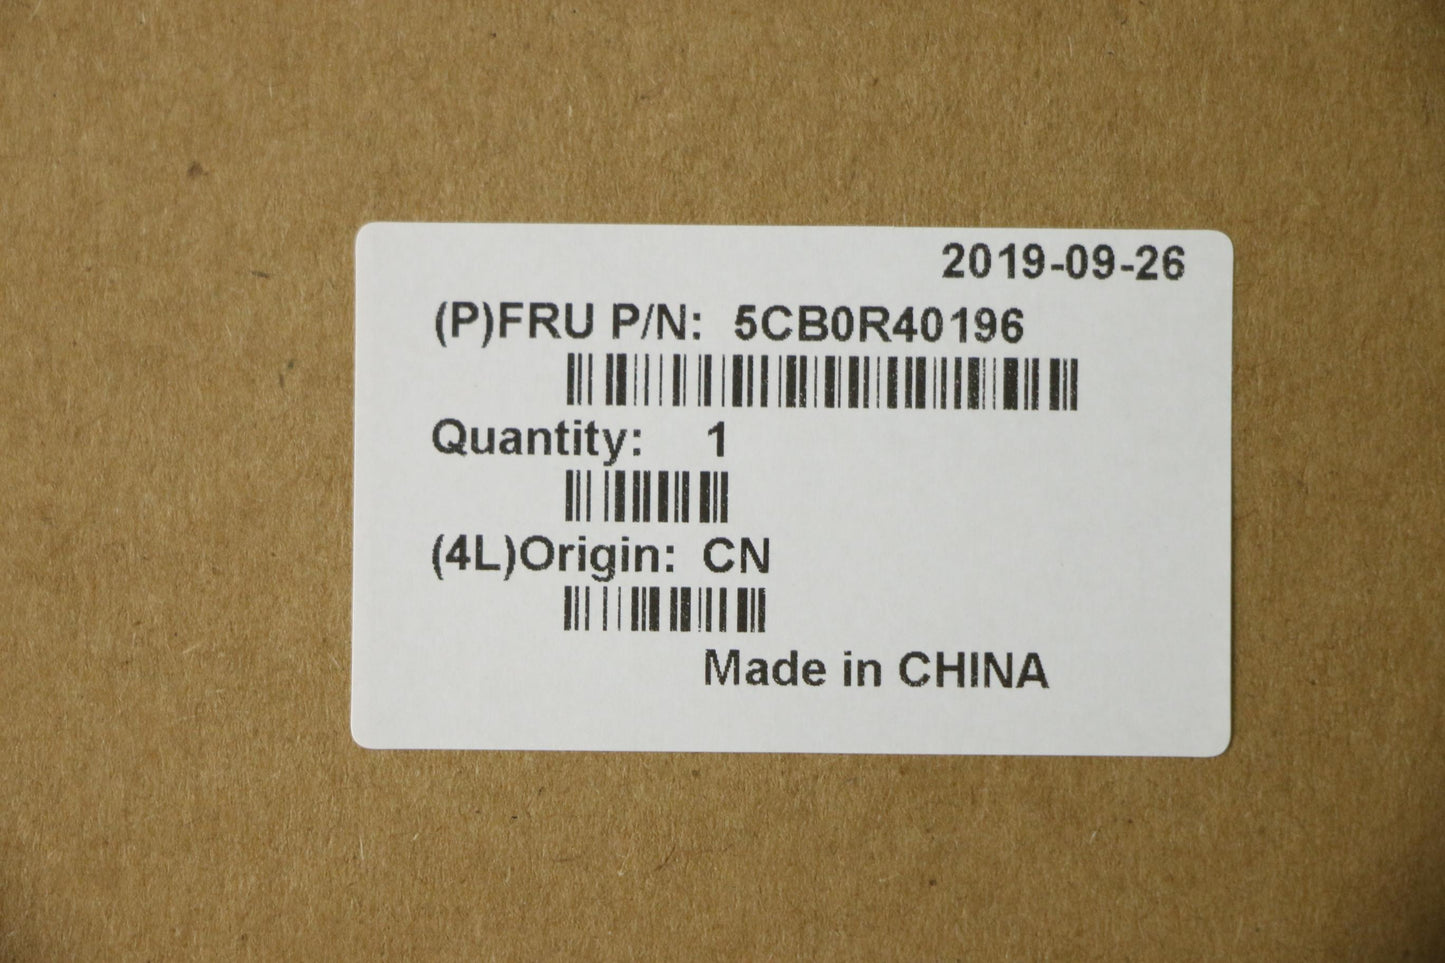 2019-09-26
(P)FRU P/N: 5CB0R40196
Quantity: 1
(4L)Origin: CN
Made in CHINA